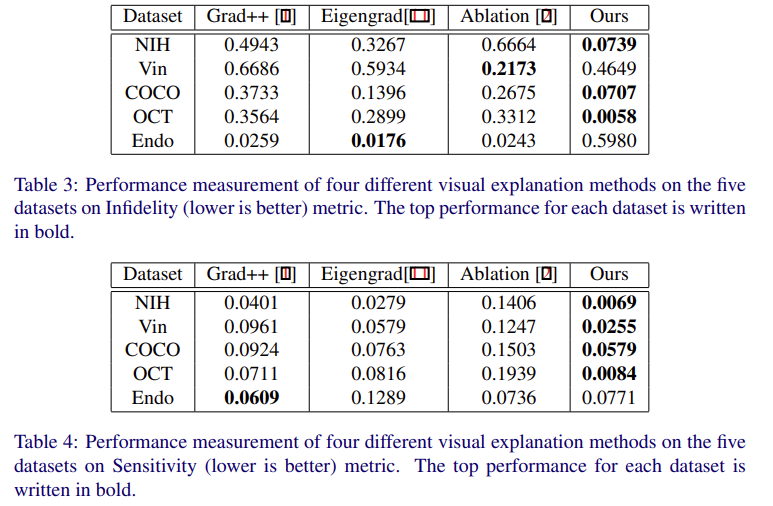 Dataset Grad++ [] Eigengrad[] Ablation [] Ours
NIH 0.4943 0.3267 0.6664 0.0739
Vin 0.6686 0.5934 0.2173 0.4649
COCO 0.3733 0.1396 0.2675 0.0707
OCT 0.3564 0.2899 0.3312 0.0058
Endo 0.0259 0.0176 0.0243 0.5980
Table 3: Performance measurement of four different visual explanation methods on the five
datasets on Infidelity (lower is better) metric. The top performance for each dataset is written
in bold.
Dataset Grad++ [] Eigengrad[] Ablation [] Ours
NIH 0.0401 0.0279 0.1406 0.0069
Vin 0.0961 0.0579 0.1247 0.0255
COCO 0.0924 0.0763 0.1503 0.0579
OCT 0.0711 0.0816 0.1939 0.0084
Endo 0.0609 0.1289 0.0736 0.0771
Table 4: Performance measurement of four different visual explanation methods on the five
datasets on Sensitivity (lower is better) metric. The top performance for each dataset is
written in bold.